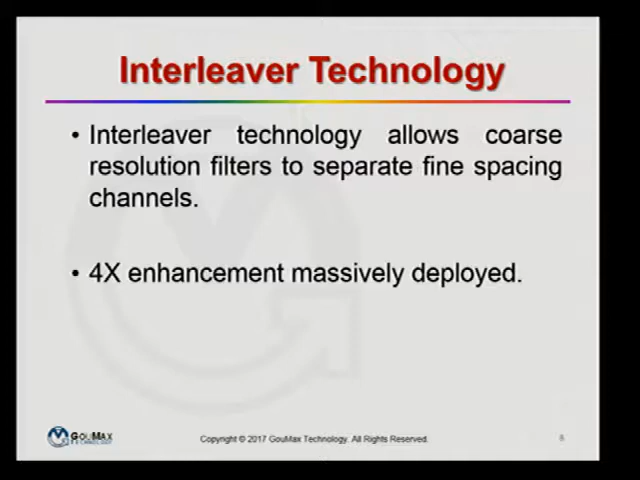 Interleaver Technology
• Interleaver technology allows coarse
resolution filters to separate fine spacing
channels.
• 4X enhancement massively deployed.
GouMax
TECHNOLOGY
Copyright © 2017 GouMax Technology. All Rights Reserved.